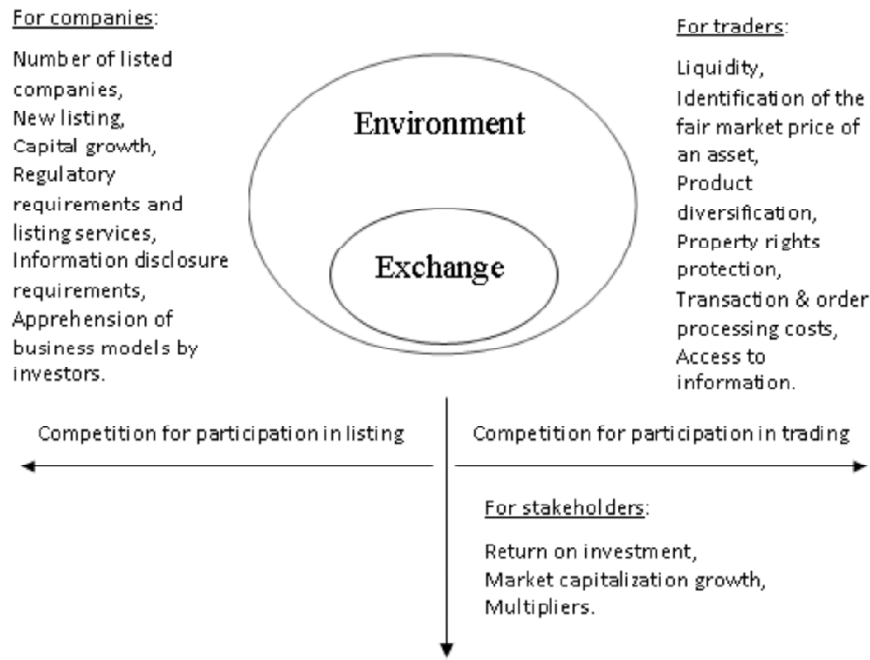 For companies:
Number of listed
companies,
New listing,
Capital growth,
Regulatory
requirements and
listing services,
Information disclosure
requirements,
Apprehension of
business models by
investors.
Environment
Exchange
For traders:
Liquidity,
Identification of the
fair market price of
an asset,
Product
diversification,
Property rights
protection,
Transaction & order
processing costs,
Access to
information.
Competition for participation in listing
Competition for participation in trading
For stakeholders:
Return on investment,
Market capitalization growth,
Multipliers.